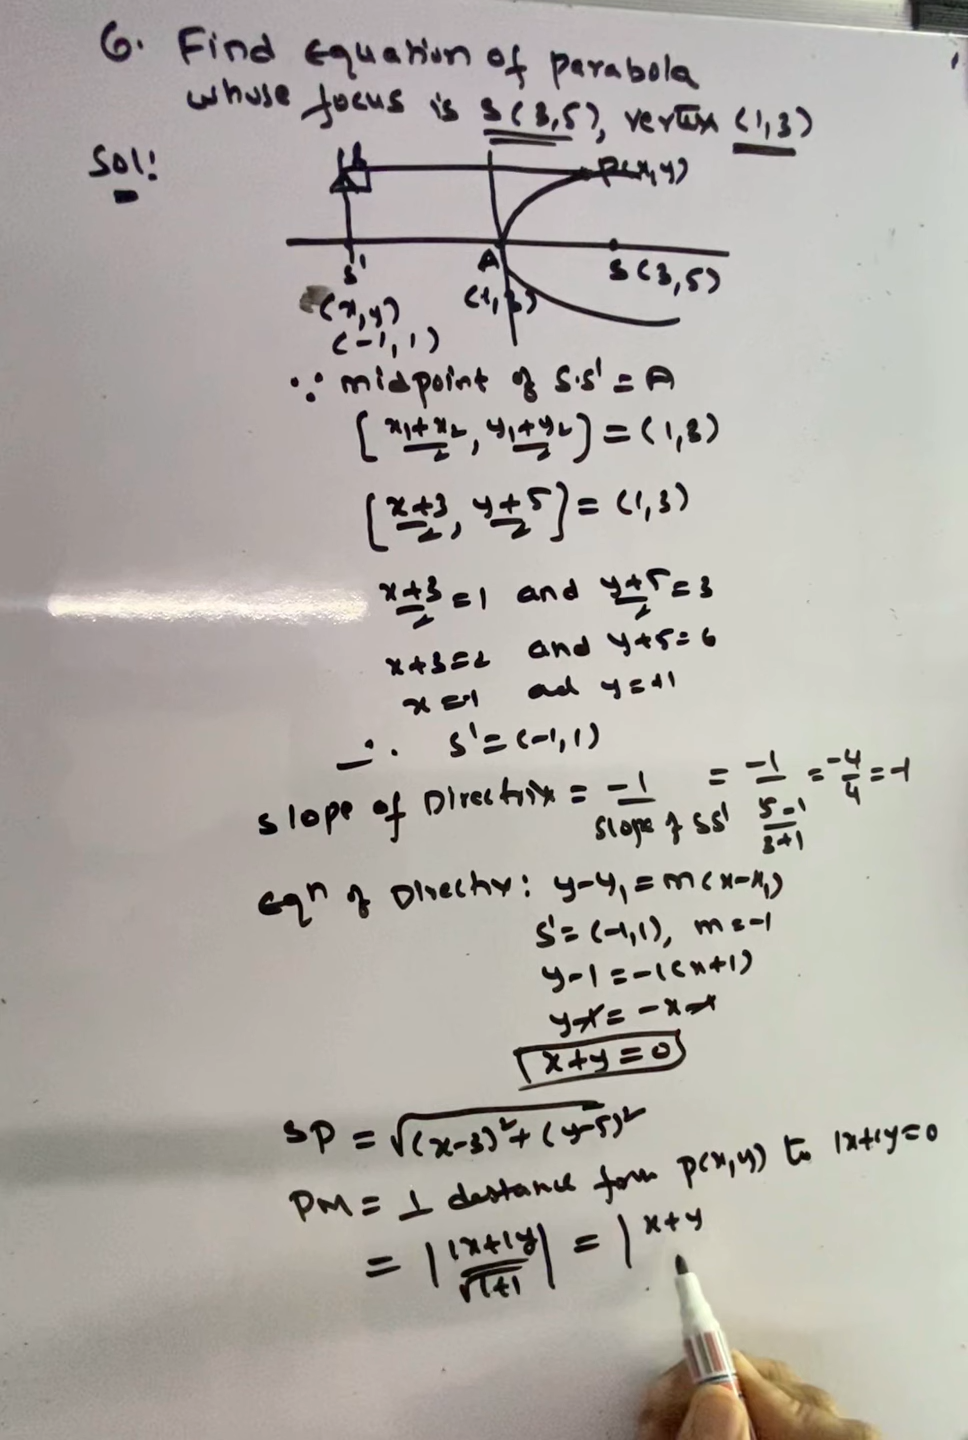 6. Find equation of parabola
whose focus is S(3,5), vertex (1,3)
Sol!
P(x,y)
S'
A
S(3,5)
(x,y)
(1,3)
(-1,1)
∵ midpoint of S.S' = A
[x₁+x₂/2, y₁+y₂/2] = (1,3)
[x+3/2, y+5/2] = (1,3)
x+3/2 = 1 and y+5/2 = 3
x+3=2 and y+5=6
x=-1 ad y=+1
∴ S' = (-1,1)
Slope of Directrix = -1/Slope of SS' = -1/(5-1/3+1) = -4/4 = -1
eqⁿ of Directrix: y-y₁ = m(x-x₁)
S' = (-1,1), m=-1
y-1 = -1(x+1)
y-1 = -x-1
x+y=0
SP = √(x-3)²+(y-5)²
PM = ⊥ distance from P(x,y) to 1x+1y=0
= |1x+1y/√1+1| = |x+y